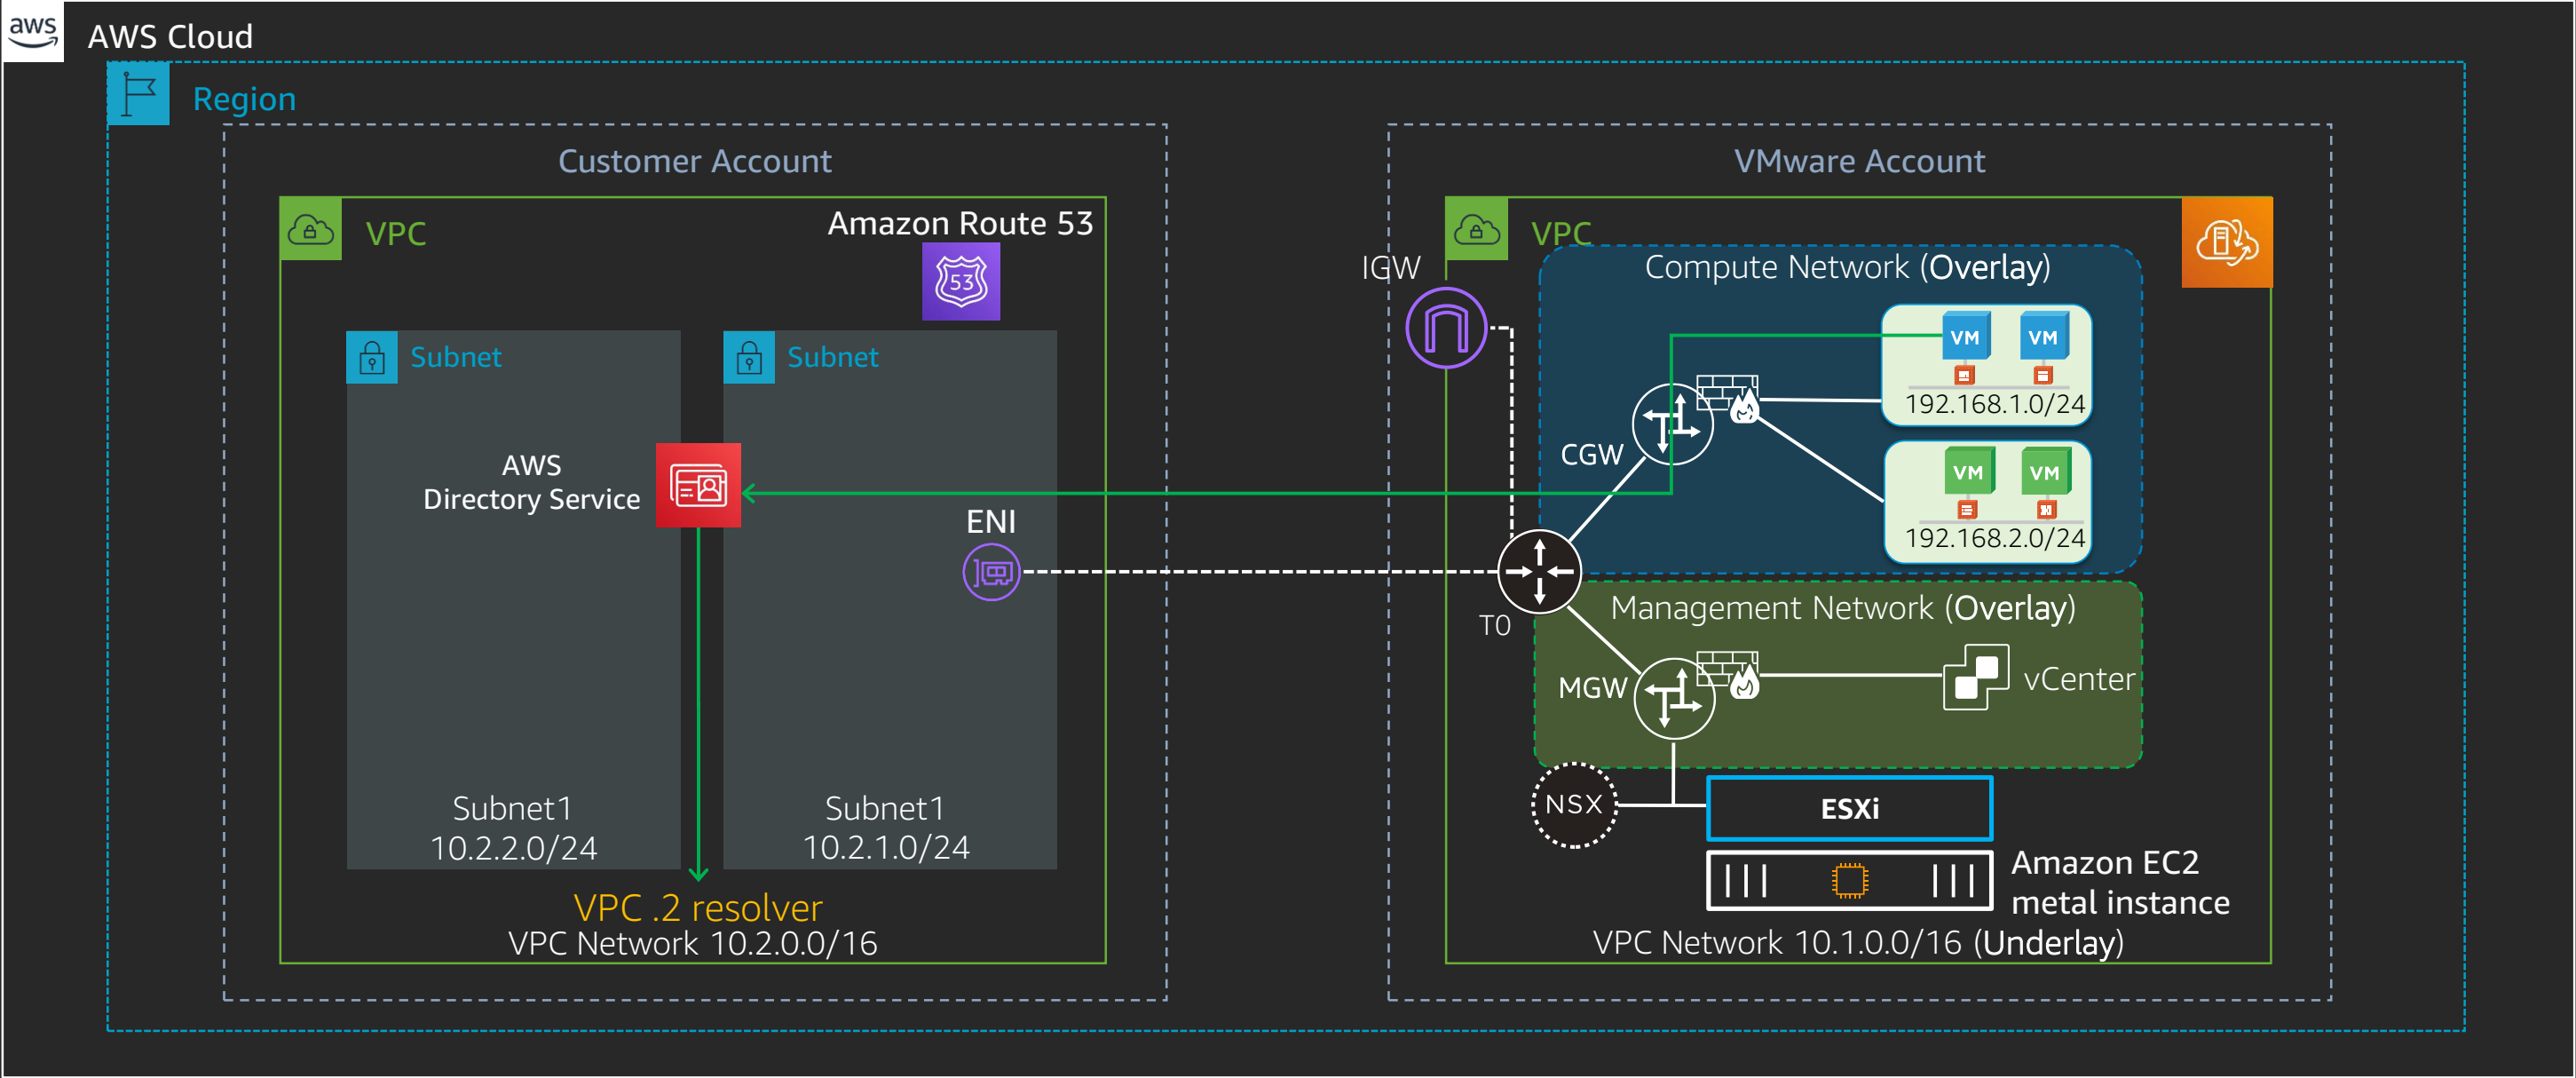 aws
AWS Cloud
Region
Customer Account
VPC
Amazon Route 53
53
Subnet
Subnet
AWS
Directory Service
ENI
Subnet1
10.2.2.0/24
Subnet1
10.2.1.0/24
VPC .2 resolver
VPC Network 10.2.0.0/16
VMware Account
VPC
IGW
Compute Network (Overlay)
VM
VM
192.168.1.0/24
CGW
VM
VM
192.168.2.0/24
T0
Management Network (Overlay)
MGW
vCenter
NSX
ESXi
Amazon EC2
metal instance
VPC Network 10.1.0.0/16 (Underlay)